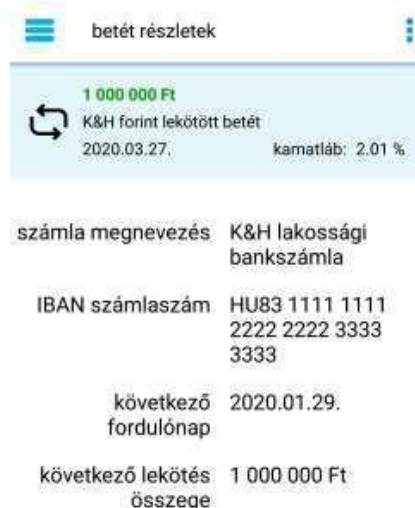 betét részletek
1 000 000 Ft
K&H forint lekötött betét
2020.03.27. kamatláb: 2.01 %
számla megnevezés K&H lakossági
bankszámla
IBAN számlaszám HU83 1111 1111
2222 2222 3333
3333
következő 2020.01.29.
fordulónap
következő lekötés 1 000 000 Ft
összege